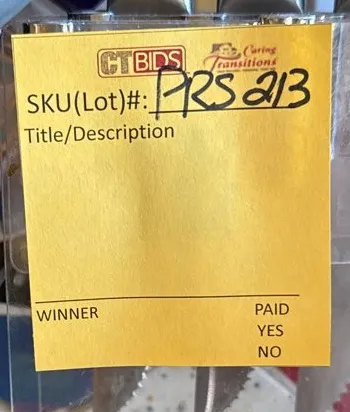 CTBIDS Caring Transitions
SKU(Lot)#: PRS 213
Title/Description
WINNER PAID
YES
NO